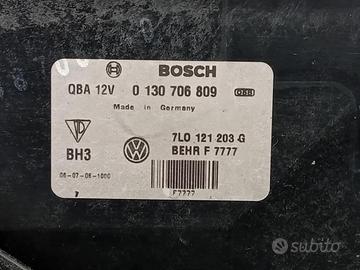 BOSCH
QBA 12V 0 130 706 809
Made in Germany
7L0 121 203 G
BH3
BEHR F 7777
06-07-06-1000
F7777
subito